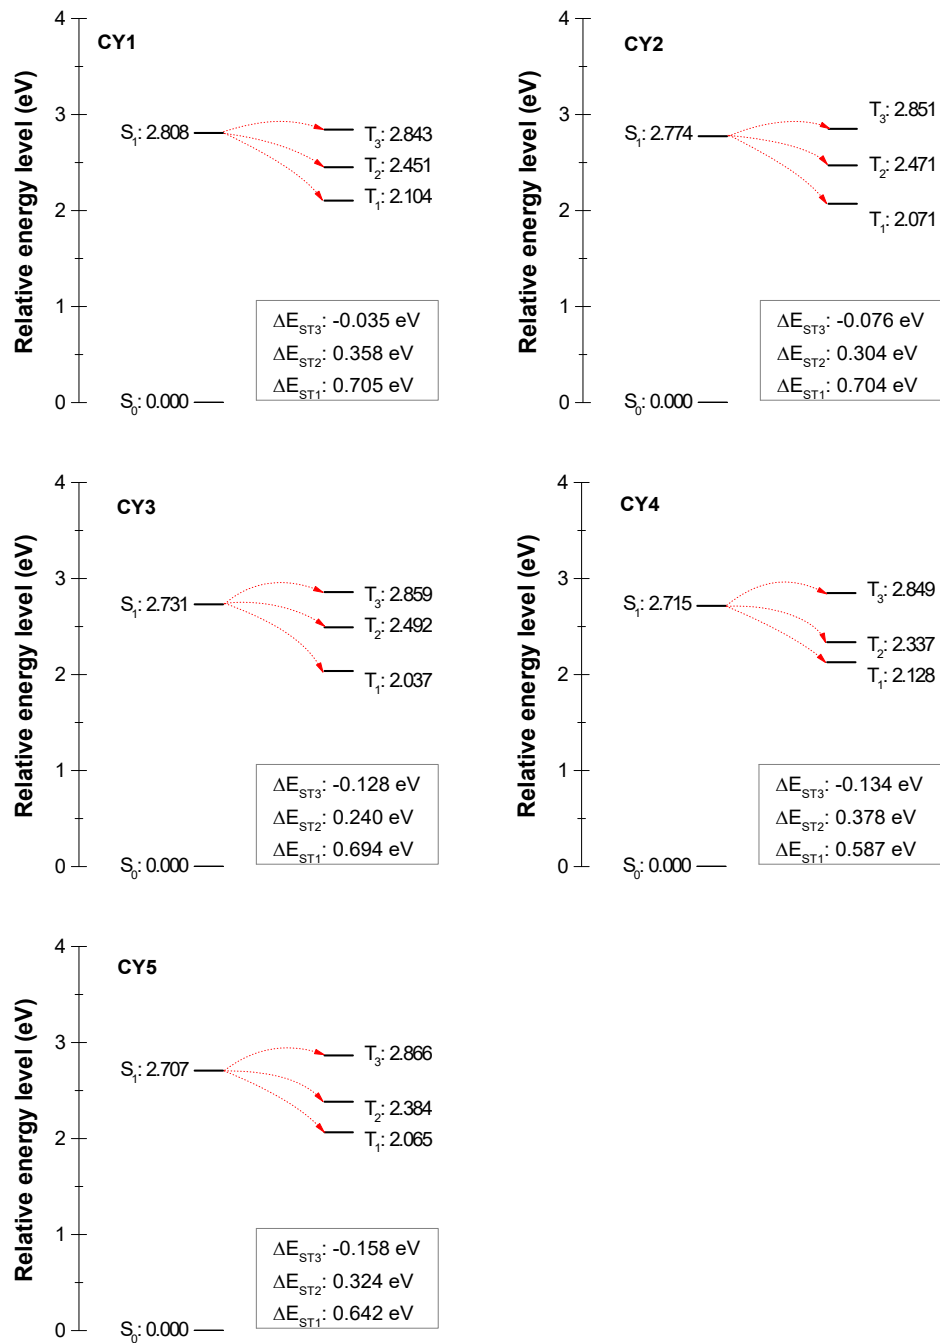 CY1
Relative energy level (eV)
4
3
2
1
0
S1: 2.808
T3: 2.843
T2: 2.451
T1: 2.104
ΔEST3: -0.035 eV
ΔEST2: 0.358 eV
ΔEST1: 0.705 eV
S0: 0.000
CY2
Relative energy level (eV)
4
3
2
1
0
S1: 2.774
T3: 2.851
T2: 2.471
T1: 2.071
ΔEST3: -0.076 eV
ΔEST2: 0.304 eV
ΔEST1: 0.704 eV
S0: 0.000
CY3
Relative energy level (eV)
4
3
2
1
0
S1: 2.731
T3: 2.859
T2: 2.492
T1: 2.037
ΔEST3: -0.128 eV
ΔEST2: 0.240 eV
ΔEST1: 0.694 eV
S0: 0.000
CY4
Relative energy level (eV)
4
3
2
1
0
S1: 2.715
T3: 2.849
T2: 2.337
T1: 2.128
ΔEST3: -0.134 eV
ΔEST2: 0.378 eV
ΔEST1: 0.587 eV
S0: 0.000
CY5
Relative energy level (eV)
4
3
2
1
0
S1: 2.707
T3: 2.866
T2: 2.384
T1: 2.065
ΔEST3: -0.158 eV
ΔEST2: 0.324 eV
ΔEST1: 0.642 eV
S0: 0.000